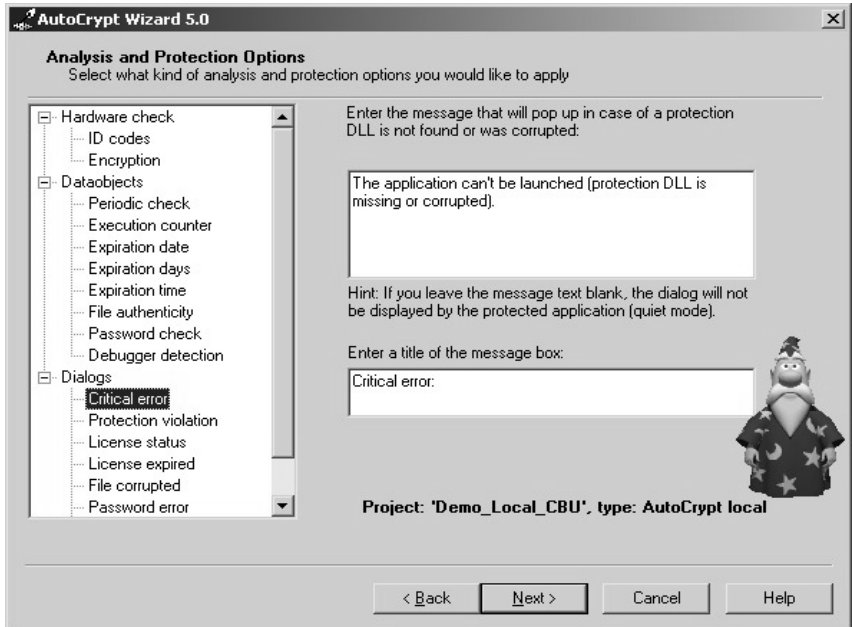 AutoCrypt Wizard 5.0
Analysis and Protection Options
Select what kind of analysis and protection options you would like to apply
Hardware check
ID codes
Encryption
Dataobjects
Periodic check
Execution counter
Expiration date
Expiration days
Expiration time
File authenticity
Password check
Debugger detection
Dialogs
Critical error
Protection violation
License status
License expired
File corrupted
Password error
Enter the message that will pop up in case of a protection
DLL is not found or was corrupted:
The application can't be launched (protection DLL is
missing or corrupted).
Hint: If you leave the message text blank, the dialog will not
be displayed by the protected application (quiet mode).
Enter a title of the message box:
Critical error:
Project: 'Demo_Local_CBU', type: AutoCrypt local
< Back
Next >
Cancel
Help